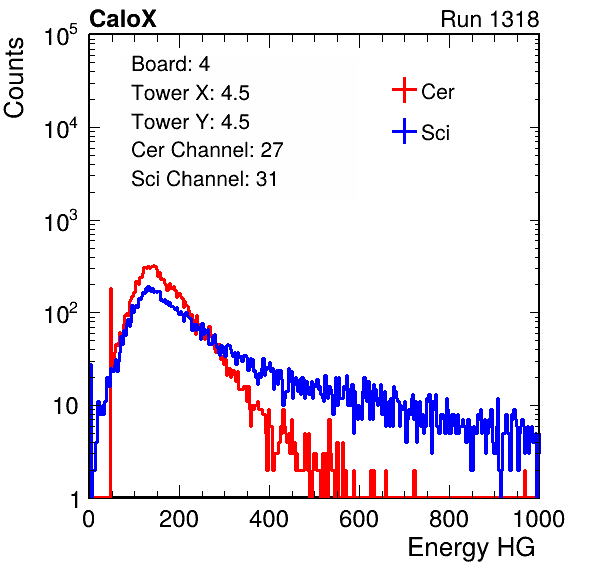 CaloX Run 1318
Counts
Board: 4
Tower X: 4.5
Tower Y: 4.5
Cer Channel: 27
Sci Channel: 31
Cer
Sci
10^5
10^4
10^3
10^2
10
1
0 200 400 600 800 1000
Energy HG